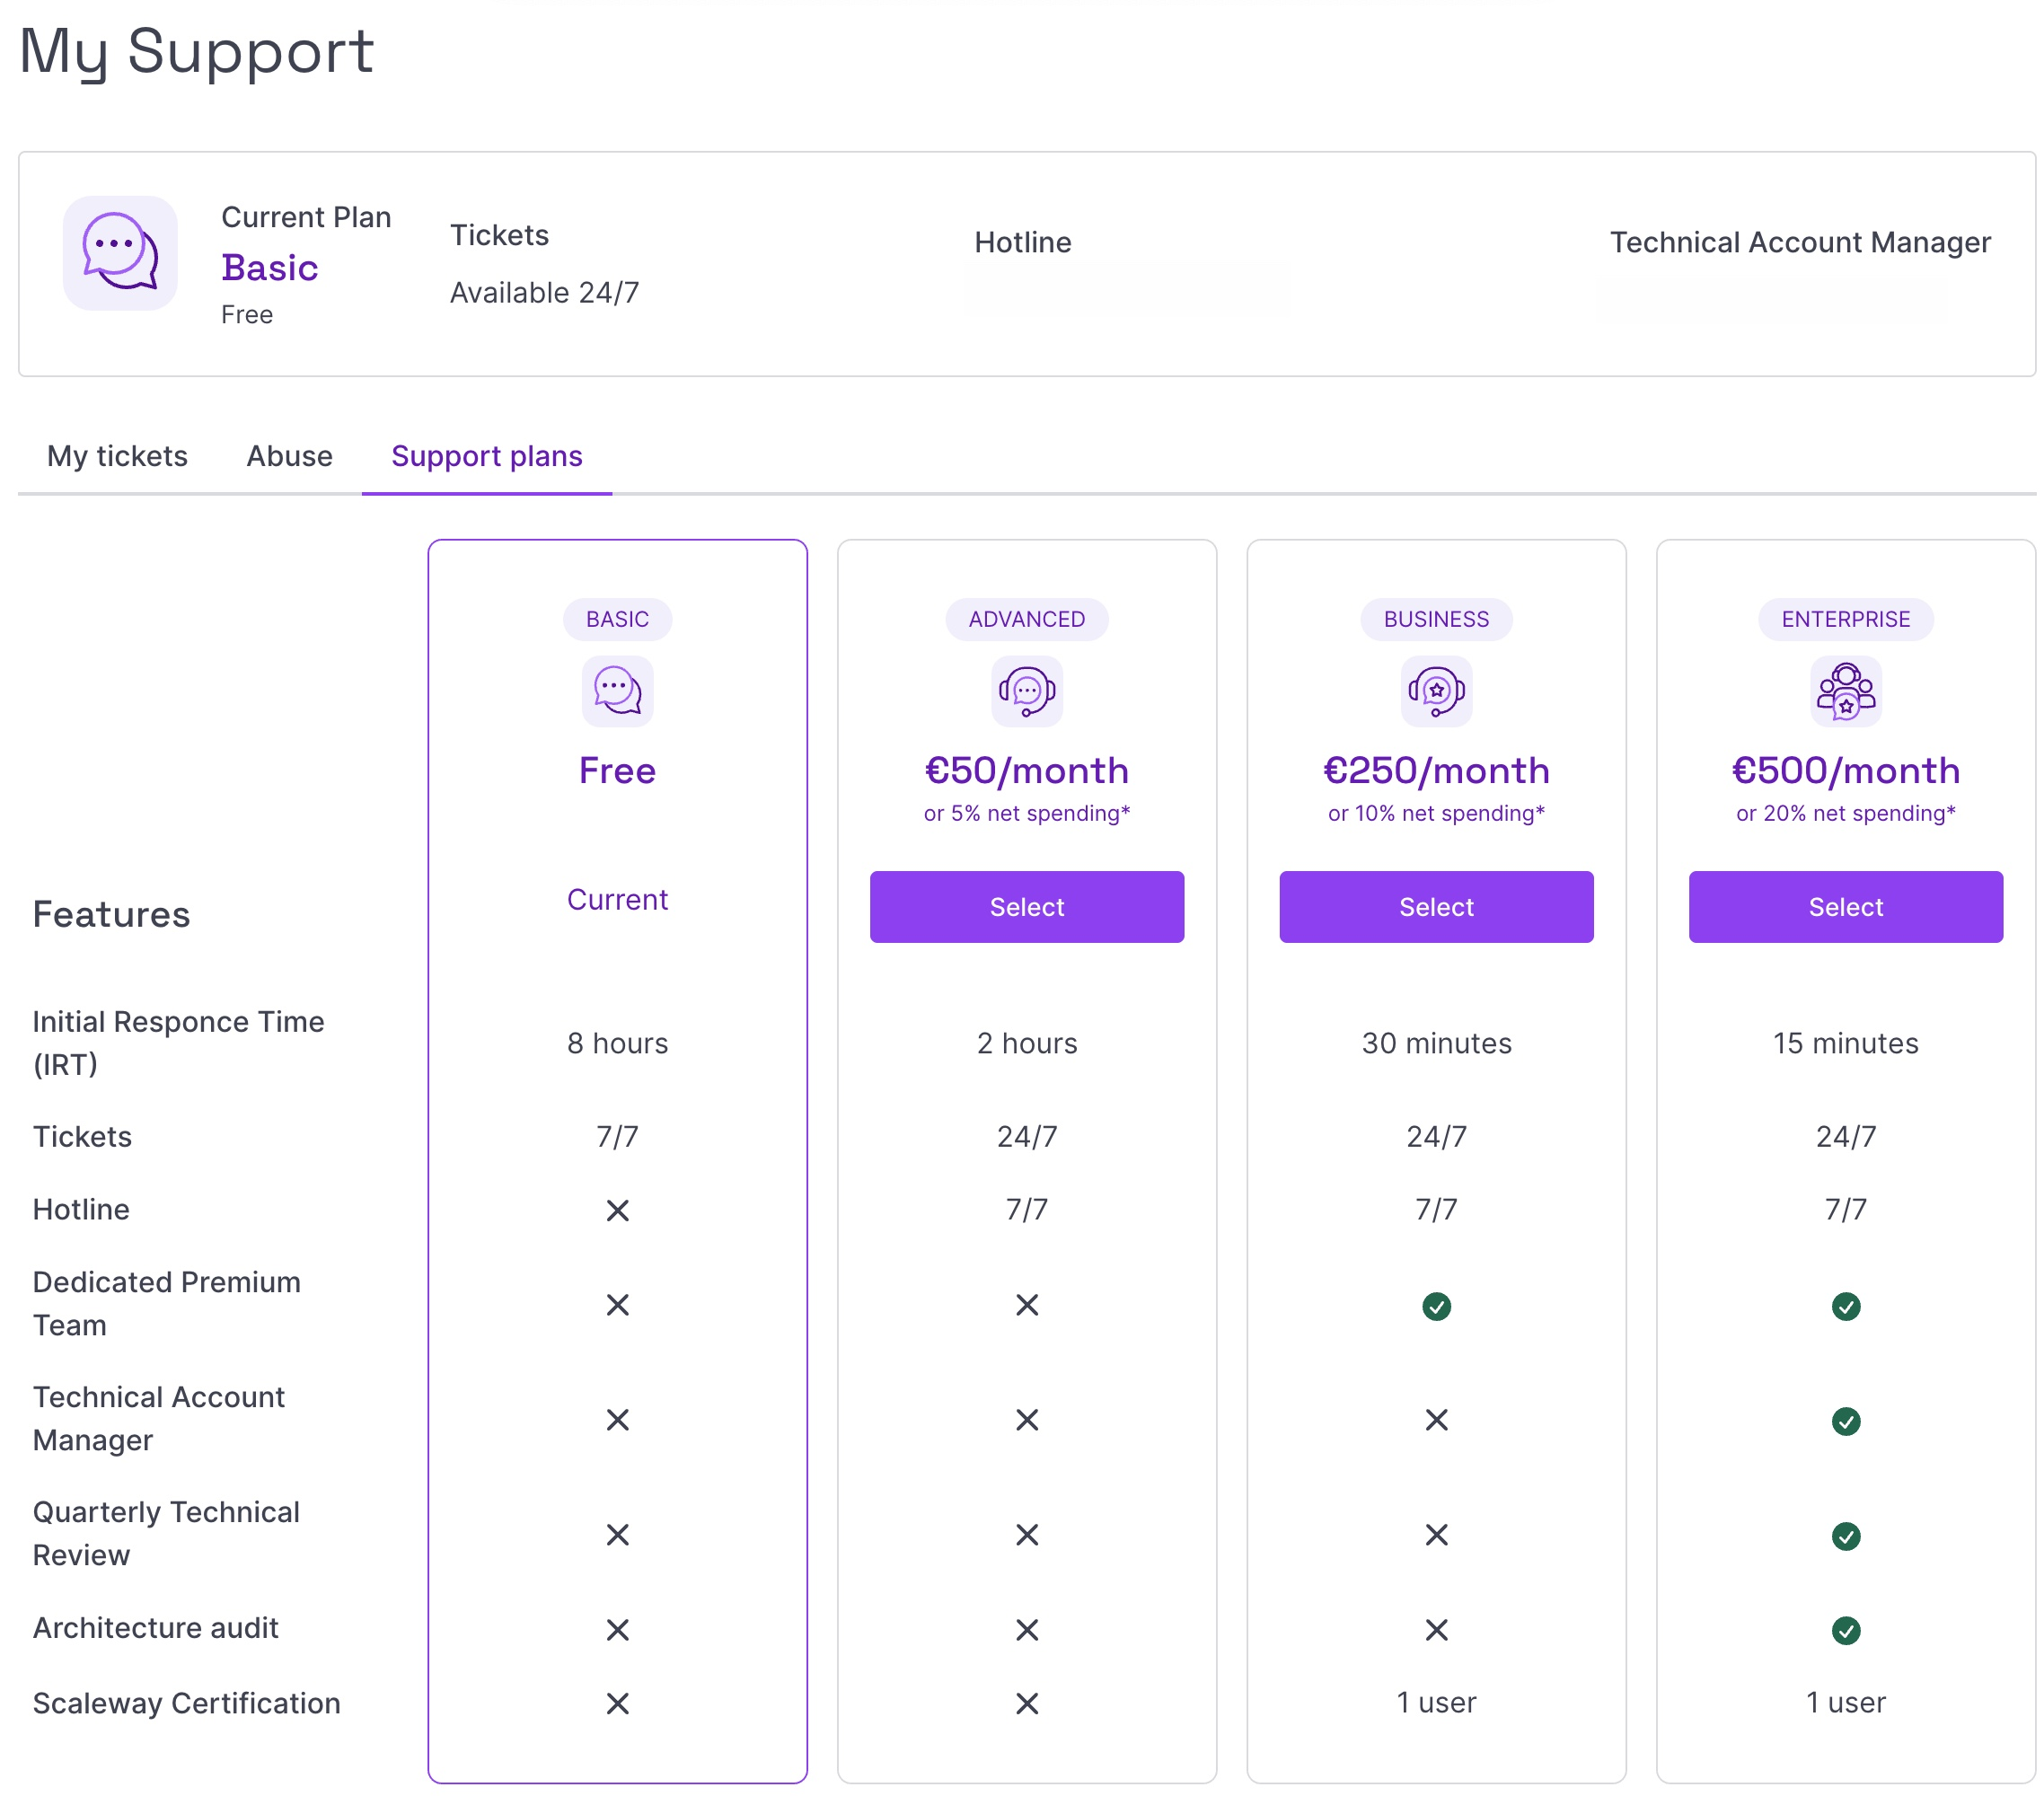 My Support
Current Plan
Basic
Free
Tickets
Available 24/7
Hotline
Technical Account Manager
My tickets Abuse Support plans
BASIC ADVANCED BUSINESS ENTERPRISE
Free €50/month €250/month €500/month
or 5% net spending* or 10% net spending* or 20% net spending*
Features Current Select Select Select
Initial Responce Time
(IRT)
8 hours 2 hours 30 minutes 15 minutes
Tickets 7/7 24/7 24/7 24/7
Hotline 7/7 7/7 7/7
Dedicated Premium
Team
Technical Account
Manager
Quarterly Technical
Review
Architecture audit
Scaleway Certification 1 user 1 user